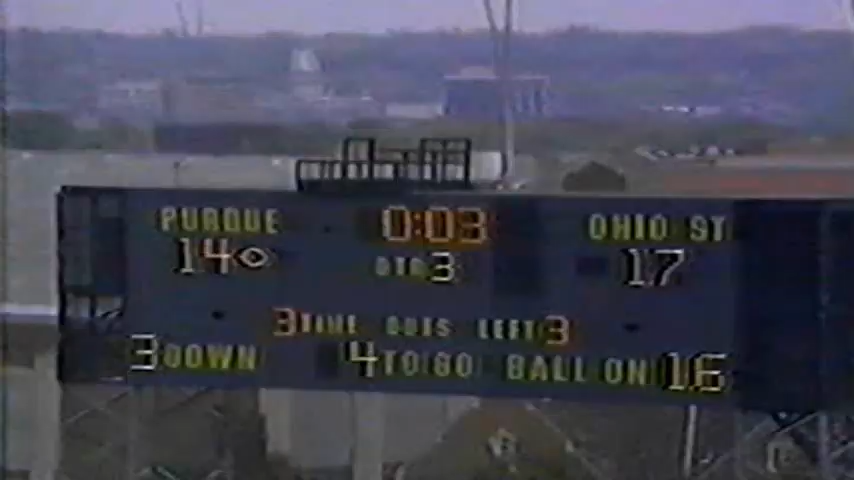 PURDUE 0:03 OHIO ST
14 QTR 3 17
3 TIME OUTS LEFT 3
3 DOWN 4 TO GO BALL ON 16